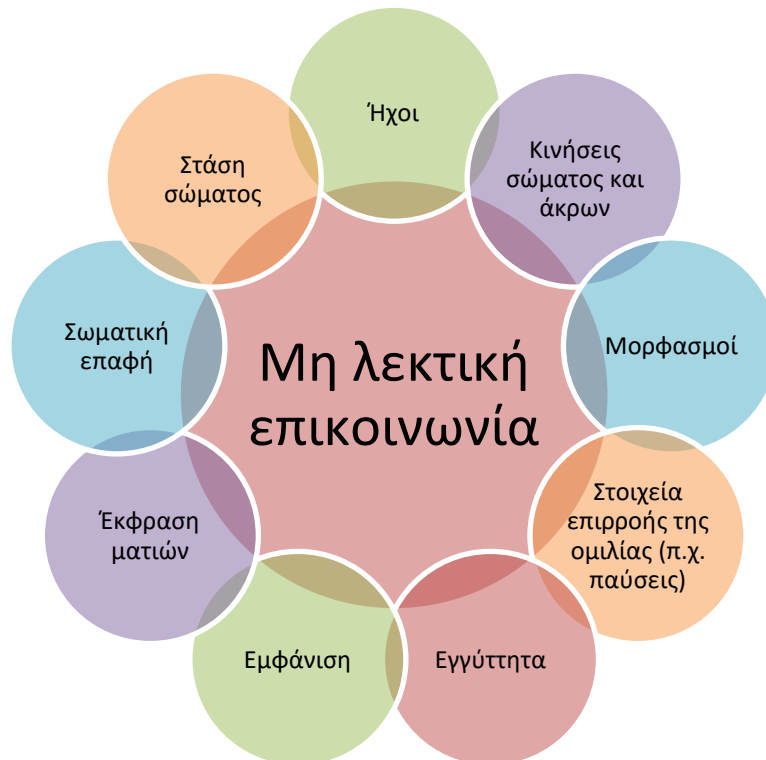 Ήχοι
Κινήσεις
σώματος και
άκρων
Μορφασμοί
Στοιχεία
επιρροής της
ομιλίας (π.χ.
παύσεις)
Εγγύττητα
Εμφάνιση
Έκφραση
ματιών
Σωματική
επαφή
Στάση
σώματος
Μη λεκτική
επικοινωνία